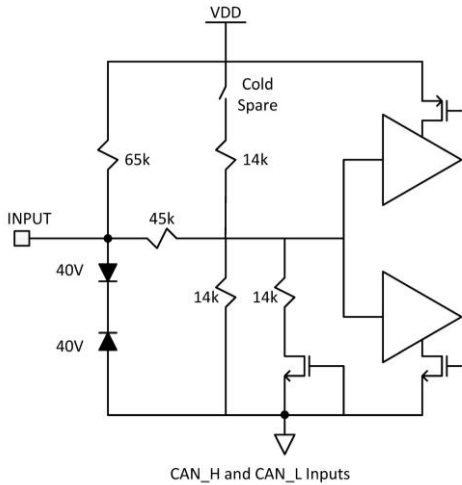 VDD
Cold
Spare
65k
14k
INPUT
45k
40V
14k
14k
40V
CAN_H and CAN_L Inputs